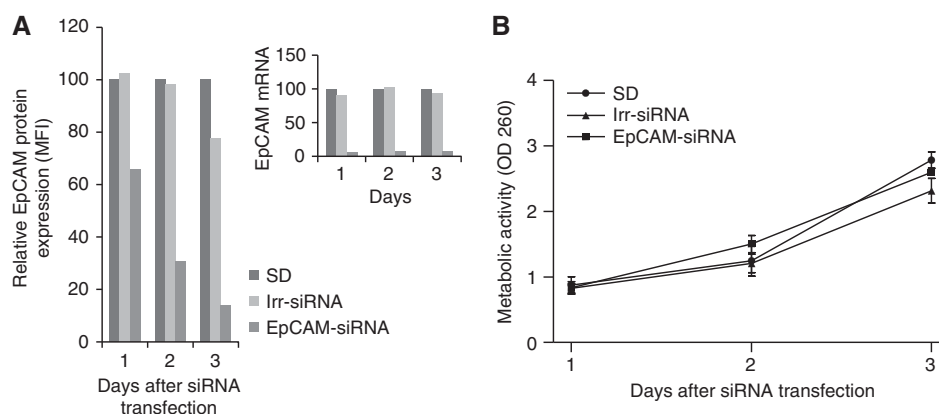 A
Relative EpCAM protein
expression (MFI)
120
100
80
60
40
20
0
1 2 3
Days after siRNA
transfection
EpCAM mRNA
150
100
50
0
1 2 3
Days
SD
Irr-siRNA
EpCAM-siRNA
B
Metabolic activity (OD 260)
4
3
2
1
0
SD
Irr-siRNA
EpCAM-siRNA
1 2 3
Days after siRNA transfection